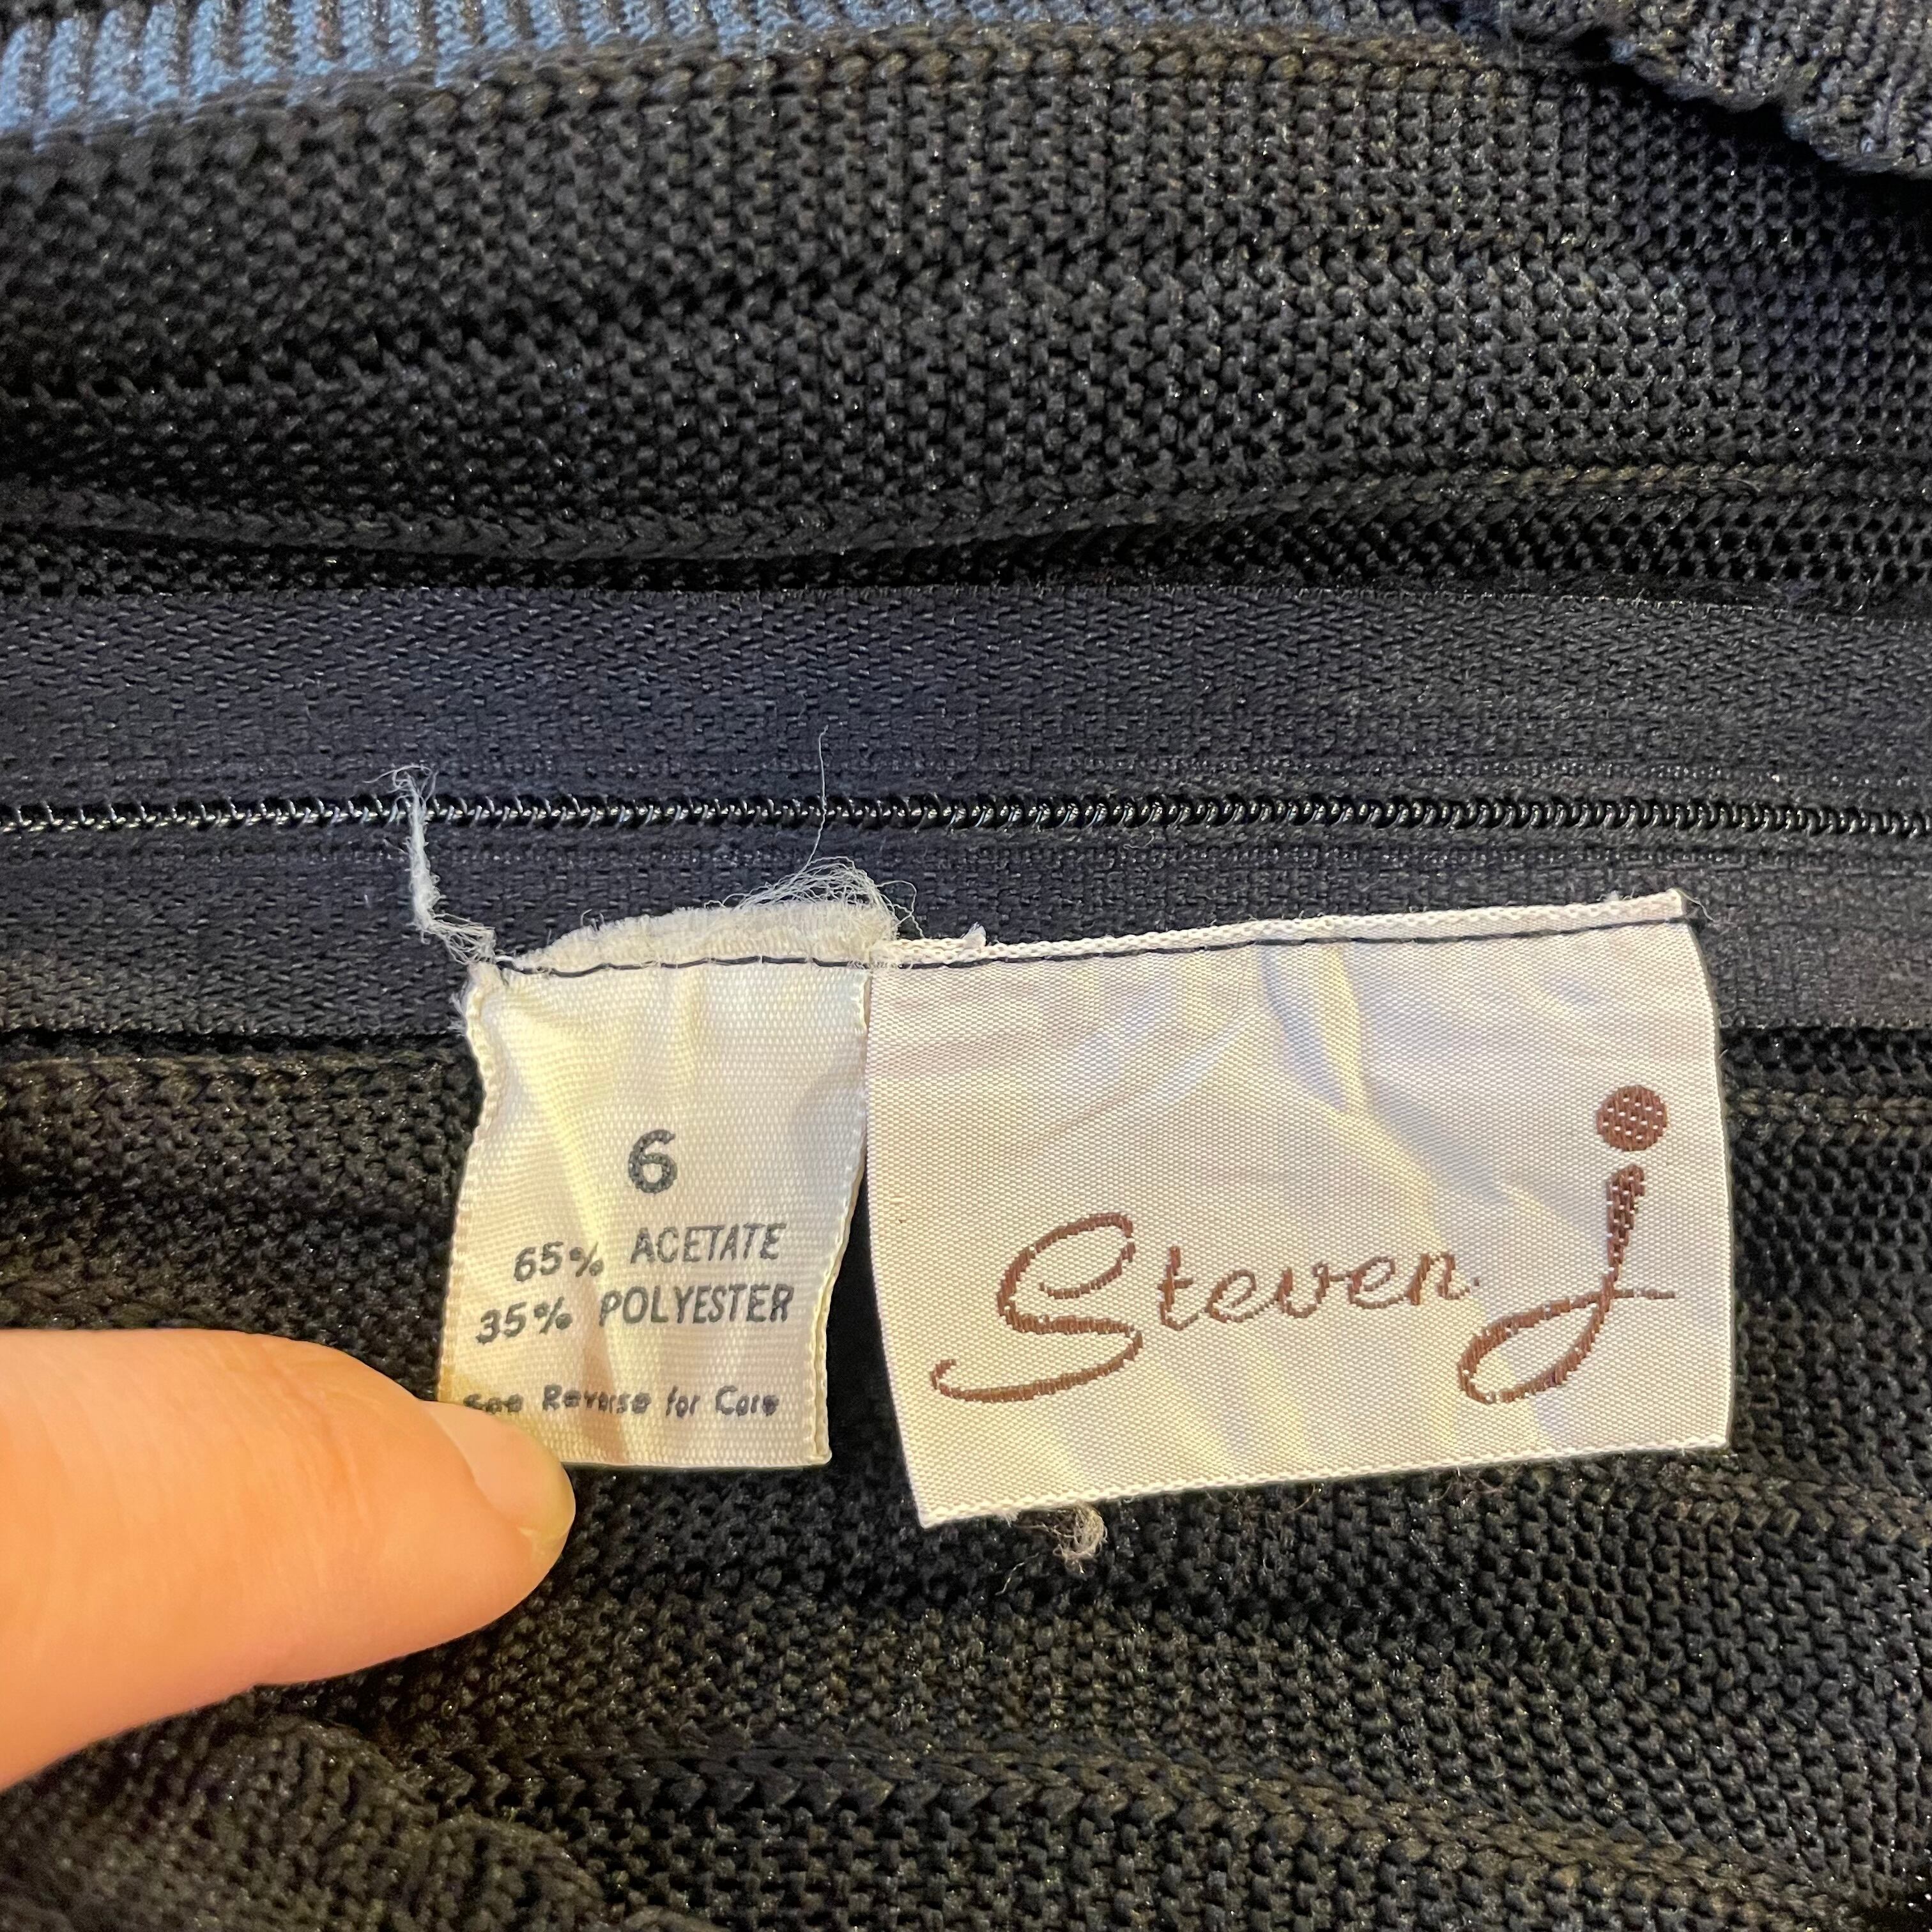 6
65% ACETATE
35% POLYESTER
See Reverse for Care
Steven j